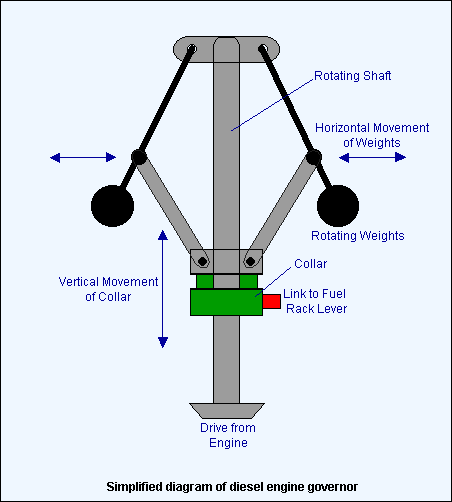 Rotating Shaft
Horizontal Movement
of Weights
Rotating Weights
Collar
Vertical Movement
of Collar
Link to Fuel
Rack Lever
Drive from
Engine
Simplified diagram of diesel engine governor